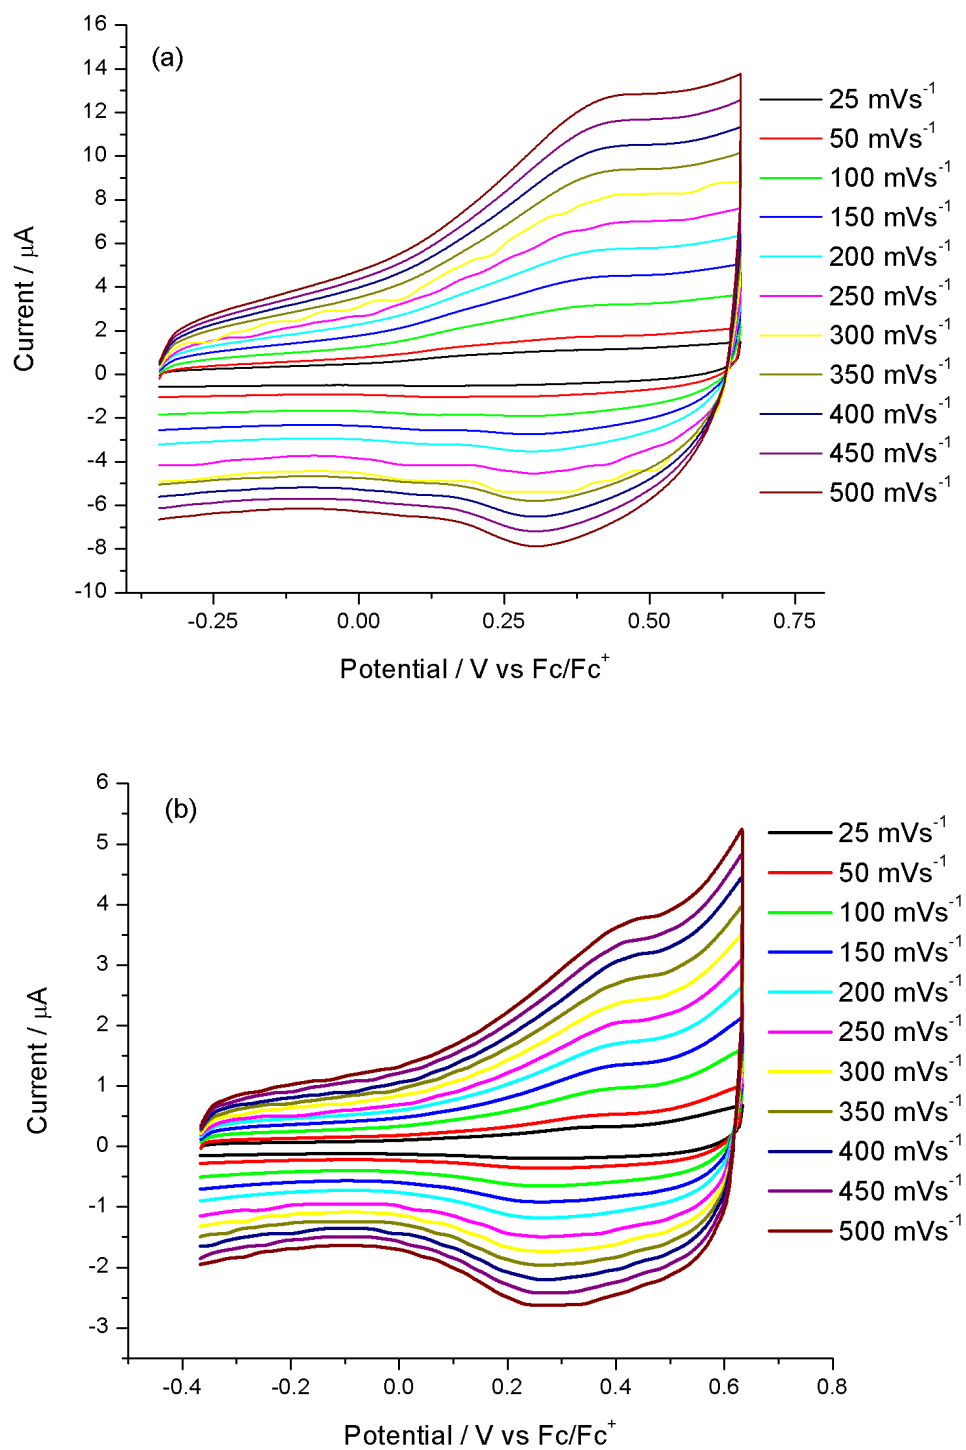 (a)
16
14
12
10
8
6
4
2
0
-2
-4
-6
-8
-10
Current / μA
-0.25 0.00 0.25 0.50 0.75
Potential / V vs Fc/Fc⁺
25 mVs⁻¹
50 mVs⁻¹
100 mVs⁻¹
150 mVs⁻¹
200 mVs⁻¹
250 mVs⁻¹
300 mVs⁻¹
350 mVs⁻¹
400 mVs⁻¹
450 mVs⁻¹
500 mVs⁻¹
(b)
6
5
4
3
2
1
0
-1
-2
-3
Current / μA
-0.4 -0.2 0.0 0.2 0.4 0.6 0.8
Potential / V vs Fc/Fc⁺
25 mVs⁻¹
50 mVs⁻¹
100 mVs⁻¹
150 mVs⁻¹
200 mVs⁻¹
250 mVs⁻¹
300 mVs⁻¹
350 mVs⁻¹
400 mVs⁻¹
450 mVs⁻¹
500 mVs⁻¹